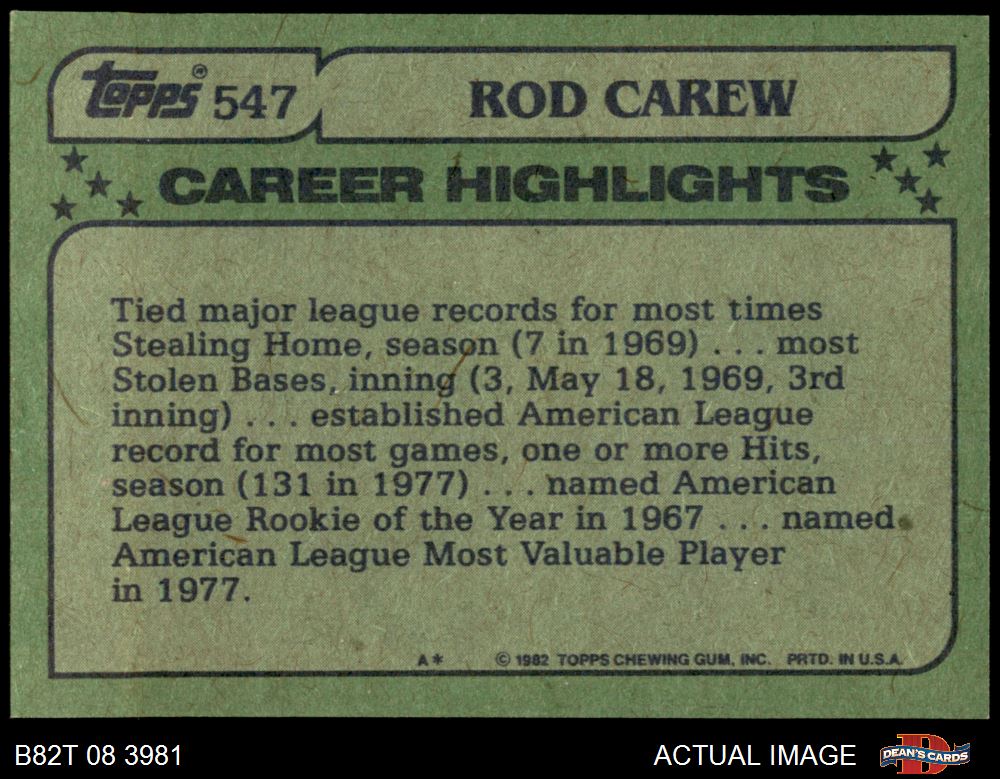 Topps® 547 ROD CAREW
CAREER HIGHLIGHTS
Tied major league records for most times
Stealing Home, season (7 in 1969) . . . most
Stolen Bases, inning (3, May 18, 1969, 3rd
inning) . . . established American League
record for most games, one or more Hits,
season (131 in 1977) . . . named American
League Rookie of the Year in 1967 . . . named
American League Most Valuable Player
in 1977.
A* © 1982 TOPPS CHEWING GUM, INC. PRTD. IN U.S.A.
B82T 08 3981 ACTUAL IMAGE D DEAN'S CARDS